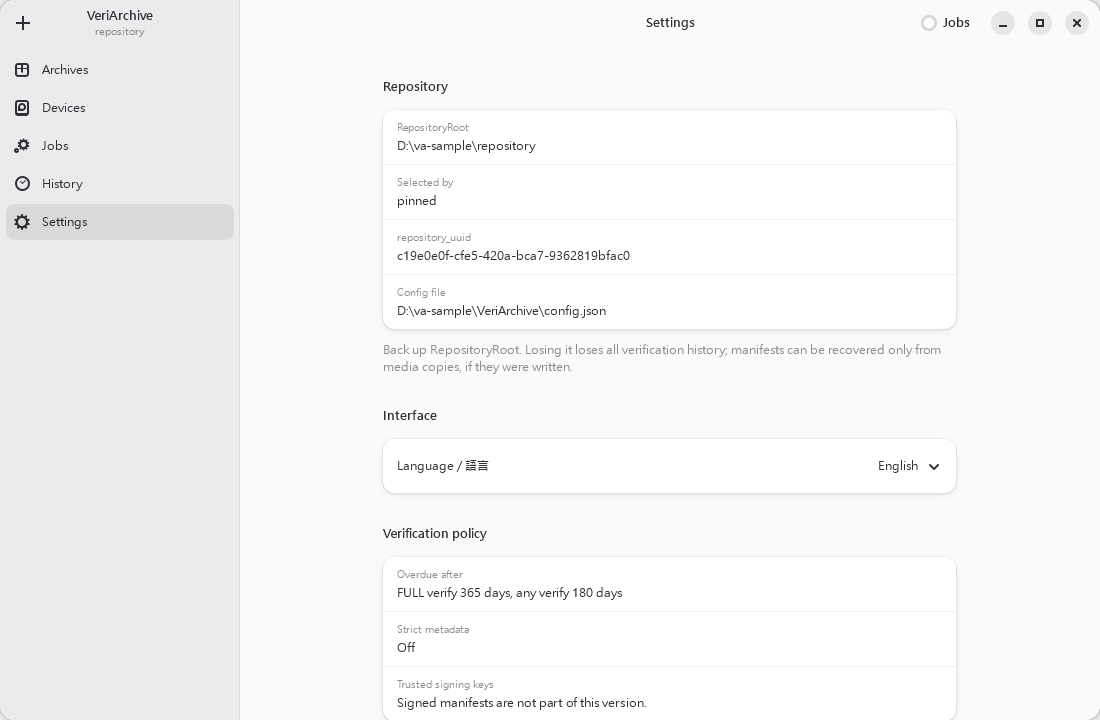 VeriArchive
repository
Archives
Devices
Jobs
History
Settings
Settings
Jobs
Repository
RepositoryRoot
D:\va-sample\repository
Selected by
pinned
repository_uuid
c19e0e0f-cfe5-420a-bca7-9362819bfac0
Config file
D:\va-sample\VeriArchive\config.json
Back up RepositoryRoot. Losing it loses all verification history; manifests can be recovered only from
media copies, if they were written.
Interface
Language / 語言
English
Verification policy
Overdue after
FULL verify 365 days, any verify 180 days
Strict metadata
Off
Trusted signing keys
Signed manifests are not part of this version.